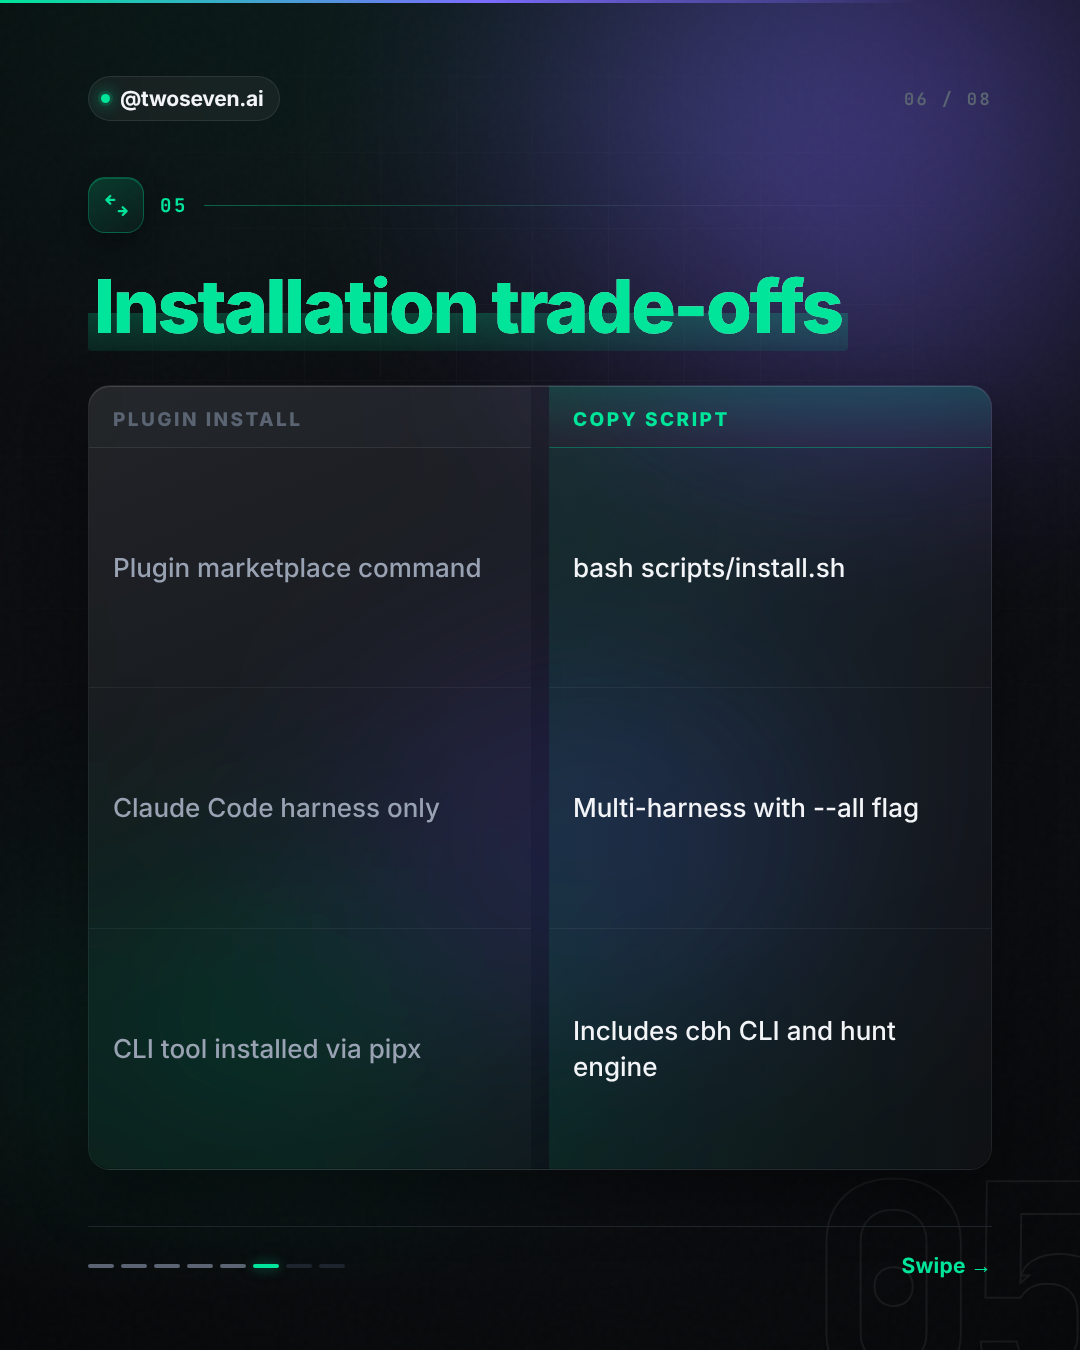 @twoseven.ai
06 / 08
05
Installation trade-offs
PLUGIN INSTALL
COPY SCRIPT
Plugin marketplace command
bash scripts/install.sh
Claude Code harness only
Multi-harness with --all flag
CLI tool installed via pipx
Includes cbh CLI and hunt
engine
05
Swipe →